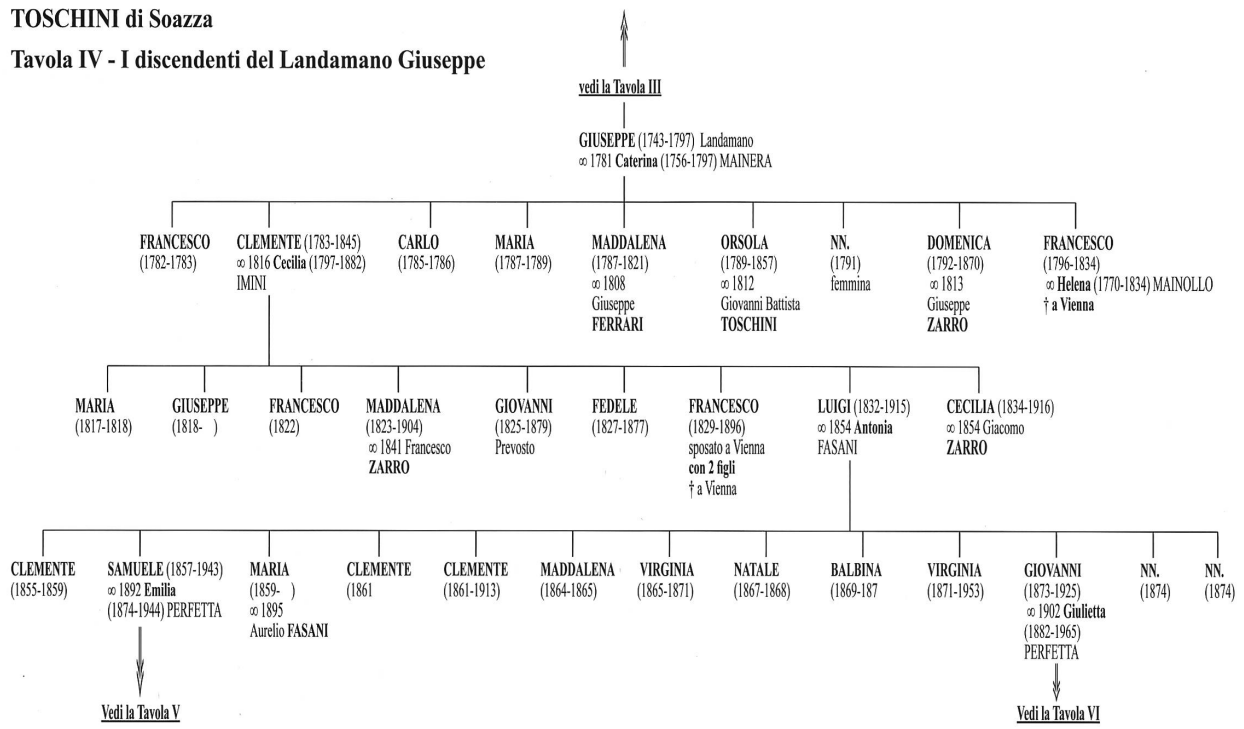 TOSCHINI di Soazza
Tavola IV - I discendenti del Landamano Giuseppe
vedi la Tavola III
GIUSEPPE (1743-1797) Landamano
∞ 1781 Caterina (1756-1797) MAINERA
FRANCESCO
(1782-1783)
CLEMENTE (1783-1845)
∞ 1816 Cecilia (1797-1882)
IMINI
CARLO
(1785-1786)
MARIA
(1787-1789)
MADDALENA
(1787-1821)
∞ 1808
Giuseppe
FERRARI
ORSOLA
(1789-1857)
∞ 1812
Giovanni Battista
TOSCHINI
NN.
(1791)
femmina
DOMENICA
(1792-1870)
∞ 1813
Giuseppe
ZARRO
FRANCESCO
(1796-1834)
∞ Helena (1770-1834) MAINOLLO
† a Vienna
MARIA
(1817-1818)
GIUSEPPE
(1818- )
FRANCESCO
(1822)
MADDALENA
(1823-1904)
∞ 1841 Francesco
ZARRO
GIOVANNI
(1825-1879)
Prevosto
FEDELE
(1827-1877)
FRANCESCO
(1829-1896)
sposato a Vienna
con 2 figli
† a Vienna
LUIGI (1832-1915)
∞ 1854 Antonia
FASANI
CECILIA (1834-1916)
∞ 1854 Giacomo
ZARRO
CLEMENTE
(1855-1859)
SAMUELE (1857-1943)
∞ 1892 Emilia
(1874-1944) PERFETTA
MARIA
(1859- )
∞ 1895
Aurelio FASANI
CLEMENTE
(1861
CLEMENTE
(1861-1913)
MADDALENA
(1864-1865)
VIRGINIA
(1865-1871)
NATALE
(1867-1868)
BALBINA
(1869-187
VIRGINIA
(1871-1953)
GIOVANNI
(1873-1925)
∞ 1902 Giulietta
(1882-1965)
PERFETTA
NN.
(1874)
NN.
(1874)
Vedi la Tavola V
Vedi la Tavola VI